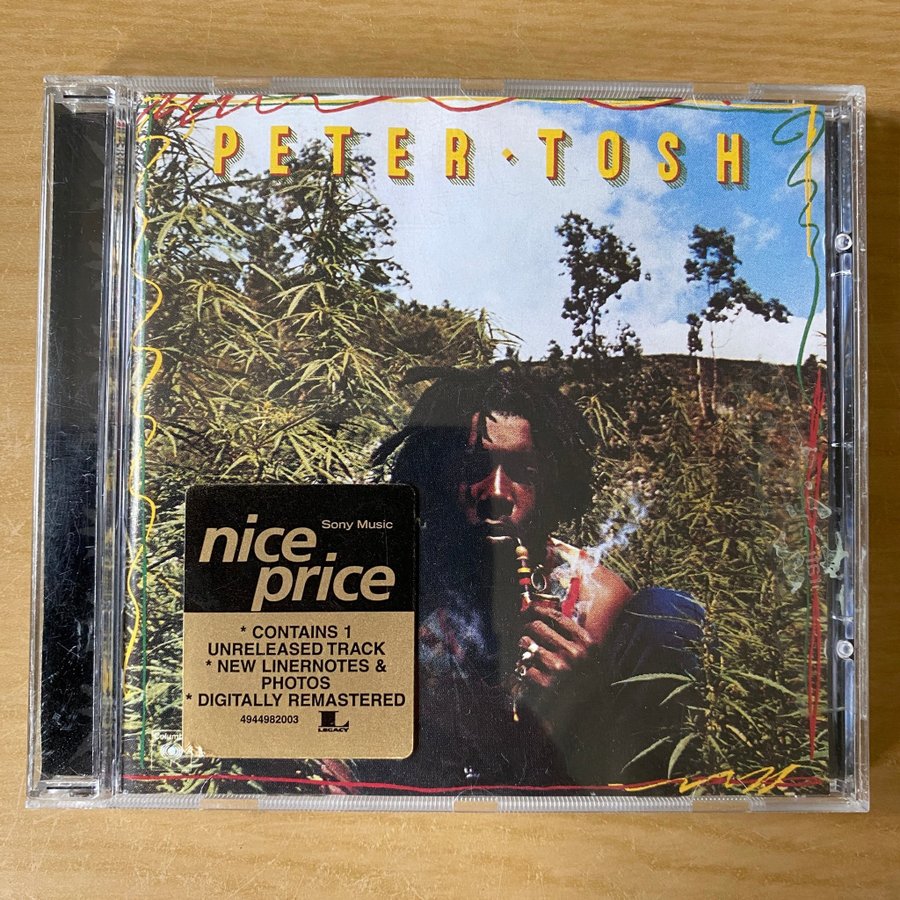 PETER · TOSH
Sony Music
nice
price
* CONTAINS 1
UNRELEASED TRACK
* NEW LINERNOTES &
PHOTOS
* DIGITALLY REMASTERED
4944982003
LEGACY